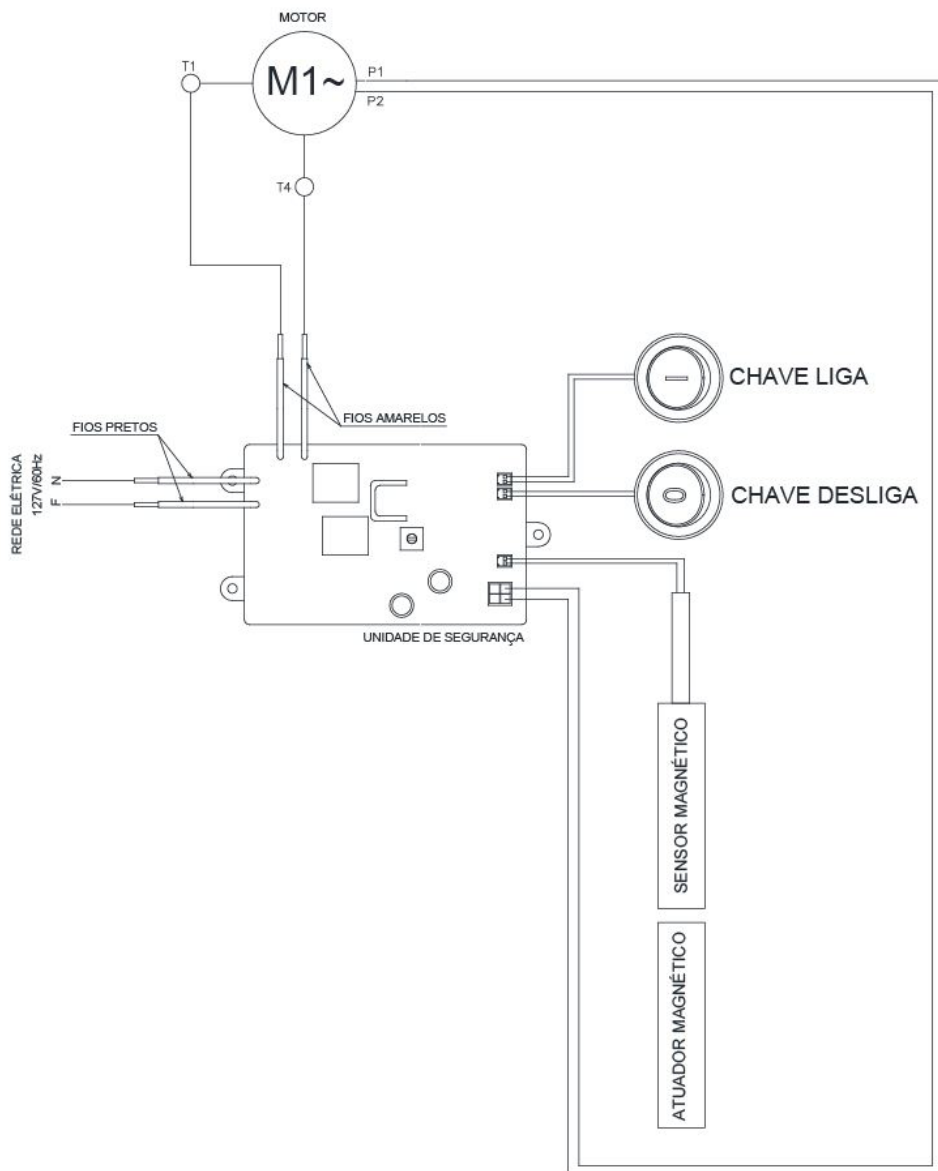 MOTOR
T1
M1~
P1
P2
T4
CHAVE LIGA
FIOS AMARELOS
FIOS PRETOS
REDE ELÉTRICA
127V/60Hz
N
F
CHAVE DESLIGA
UNIDADE DE SEGURANÇA
SENSOR MAGNÉTICO
ATUADOR MAGNÉTICO